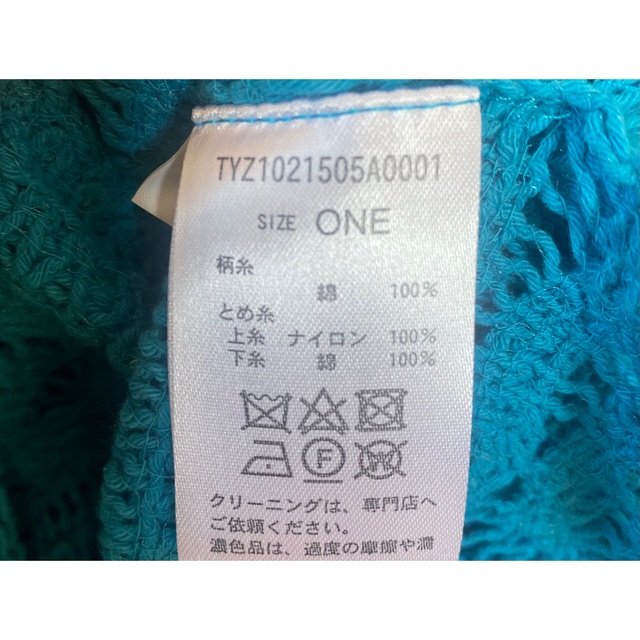 TYZ1021505A0001
SIZE ONE
柄糸
綿 100%
とめ糸
上糸 ナイロン 100%
下糸 綿 100%
F W
クリーニングは、専門店へ
ご依頼ください。
濃色品は、過度の摩擦や濡